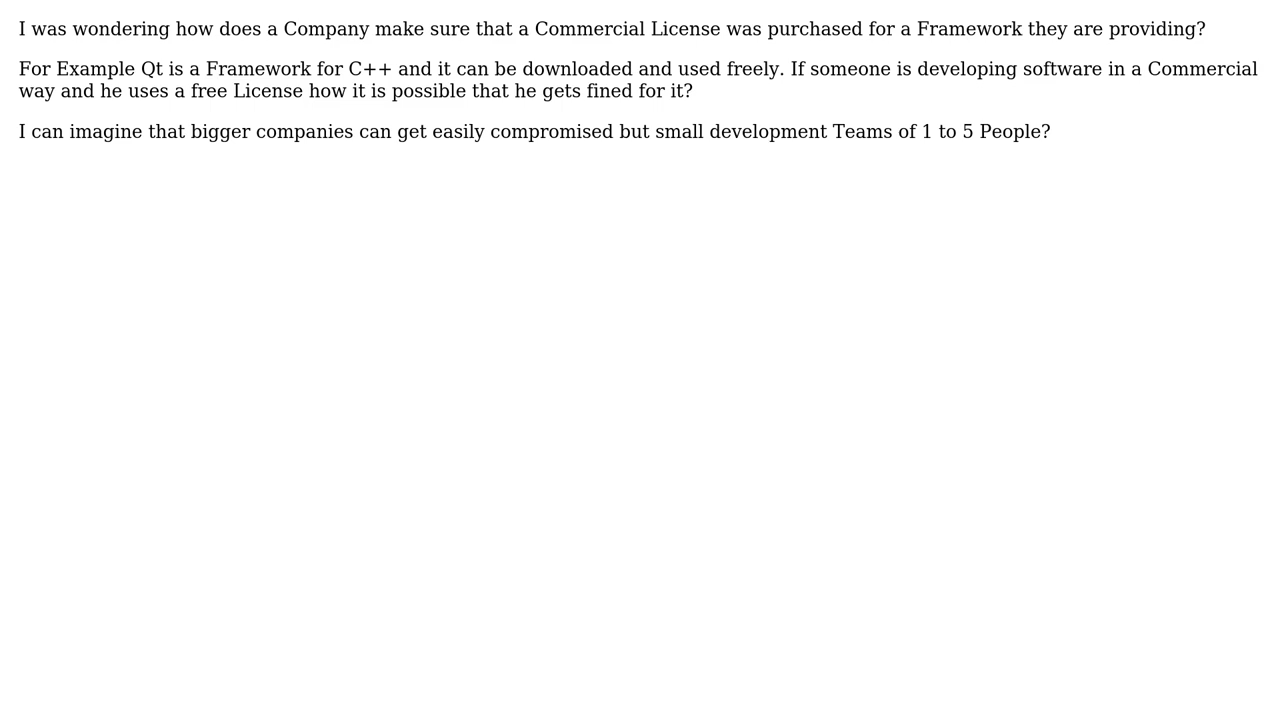 I was wondering how does a Company make sure that a Commercial License was purchased for a Framework they are providing?
For Example Qt is a Framework for C++ and it can be downloaded and used freely. If someone is developing software in a Commercial
way and he uses a free License how it is possible that he gets fined for it?
I can imagine that bigger companies can get easily compromised but small development Teams of 1 to 5 People?